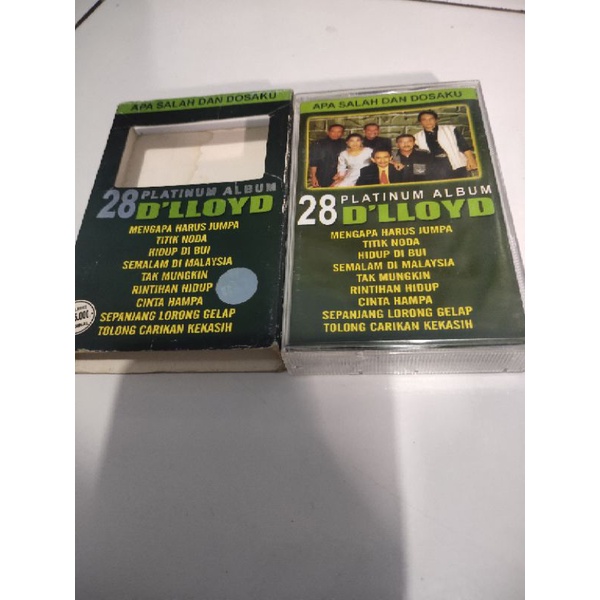 APA SALAH DAN DOSAKU
28 PLATINUM ALBUM
D'LLOYD
MENGAPA HARUS JUMPA
TITIK NODA
HIDUP DI BUI
SEMALAM DI MALAYSIA
TAK MUNGKIN
RINTIHAN HIDUP
CINTA HAMPA
SEPANJANG LORONG GELAP
TOLONG CARIKAN KEKASIH
APA SALAH DAN DOSAKU
28 PLATINUM ALBUM
D'LLOYD
MENGAPA HARUS JUMPA
TITIK NODA
HIDUP DI BUI
SEMALAM DI MALAYSIA
TAK MUNGKIN
RINTIHAN HIDUP
CINTA HAMPA
SEPANJANG LORONG GELAP
TOLONG CARIKAN KEKASIH